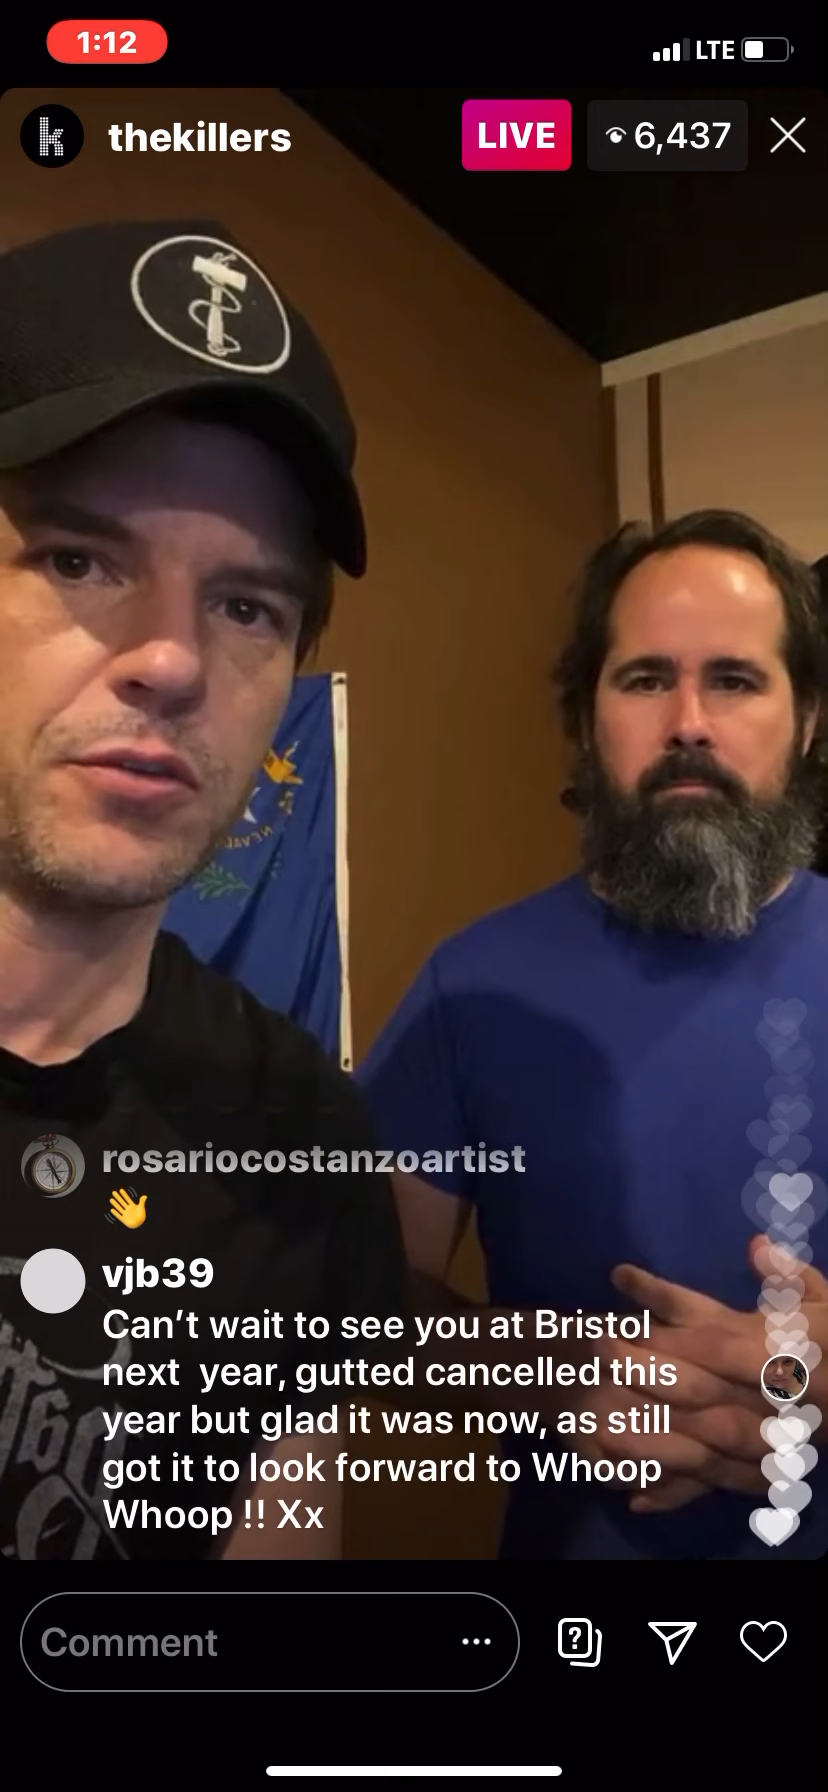 1:12
LTE
k thekillers LIVE 6,437
NEVADA
rosariocostanzoartist
👋
vjb39
Can’t wait to see you at Bristol
next  year, gutted cancelled this
year but glad it was now, as still
got it to look forward to Whoop
Whoop !! Xx
Comment